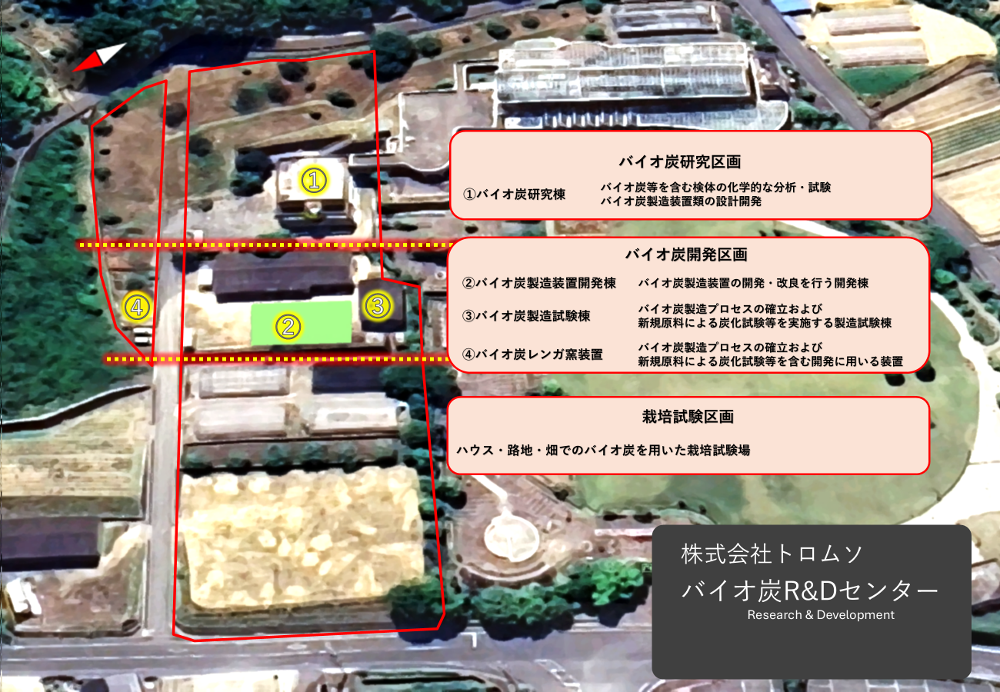 バイオ炭研究区画
①バイオ炭研究棟
バイオ炭等を含む検体の化学的な分析・試験
バイオ炭製造装置類の設計開発
バイオ炭開発区画
②バイオ炭製造装置開発棟
バイオ炭製造装置の開発・改良を行う開発棟
③バイオ炭製造試験棟
バイオ炭製造プロセスの確立および
新規原料による炭化試験等を実施する製造試験棟
④バイオ炭レンガ窯装置
バイオ炭製造プロセスの確立および
新規原料による炭化試験等を含む開発に用いる装置
栽培試験区画
ハウス・路地・畑でのバイオ炭を用いた栽培試験場
①
④
③
②
株式会社トロムソ
バイオ炭R&Dセンター
Research & Development